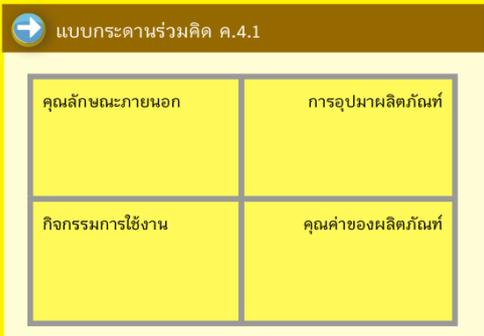 แบบกระดานร่วมคิด ค.4.1
คุณลักษณะภายนอก
การอุปมาผลิตภัณฑ์
กิจกรรมการใช้งาน
คุณค่าของผลิตภัณฑ์